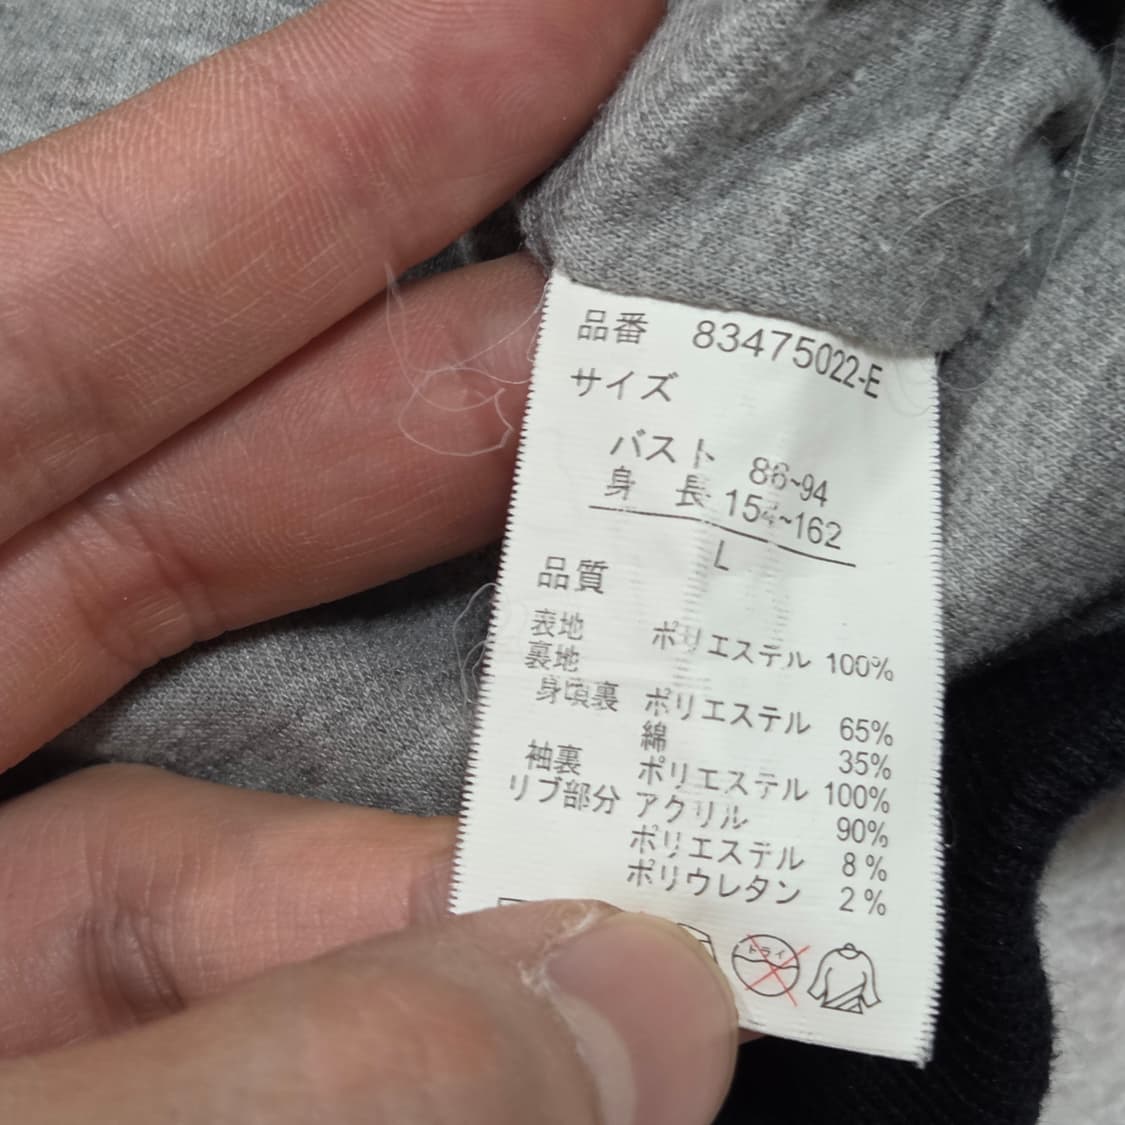 品番 83475022-E
サイズ
バスト 86~94
身 長 154~162
L
品質
表地 ポリエステル 100%
裏地
身頃裏 ポリエステル 65%
綿 35%
袖裏 ポリエステル 100%
リブ部分 アクリル 90%
ポリエステル 8%
ポリウレタン 2%
ドライ